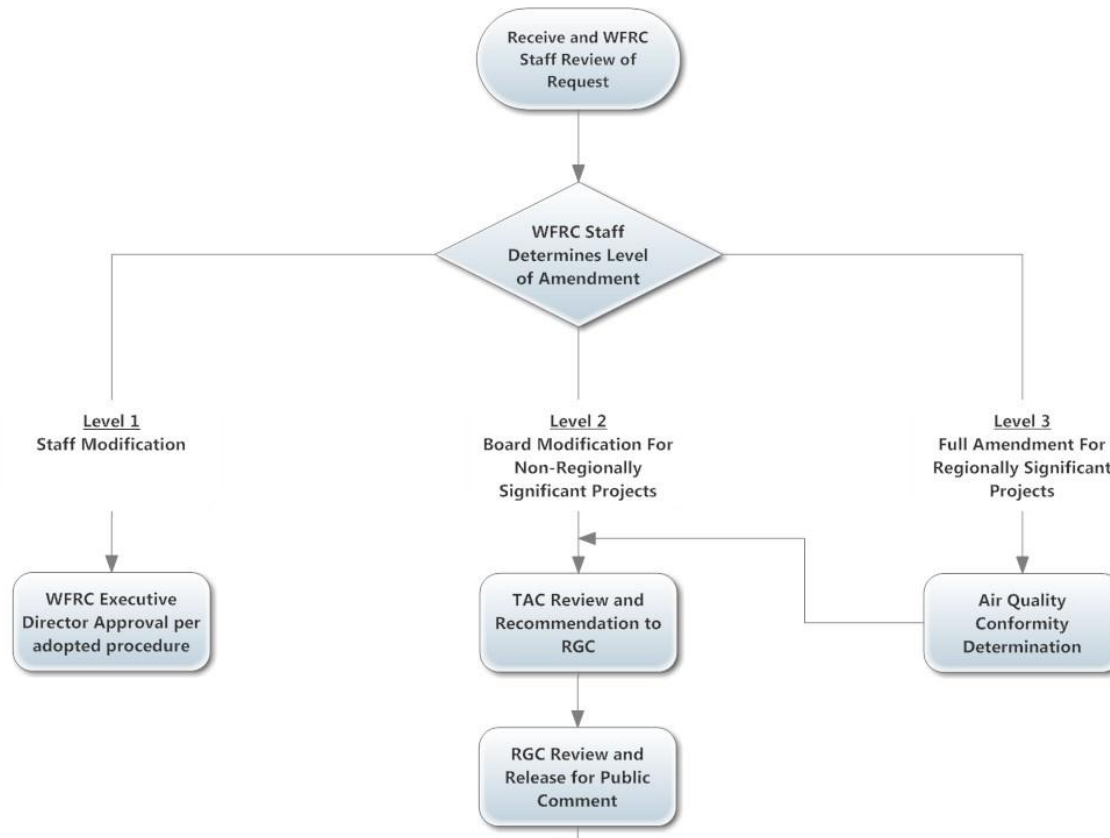 Receive and WFRC
Staff Review of
Request
WFRC Staff
Determines Level
of Amendment
Level 1
Staff Modification
Level 2
Board Modification For
Non-Regionally
Significant Projects
Level 3
Full Amendment For
Regionally Significant
Projects
WFRC Executive
Director Approval per
adopted procedure
TAC Review and
Recommendation to
RGC
Air Quality
Conformity
Determination
RGC Review and
Release for Public
Comment